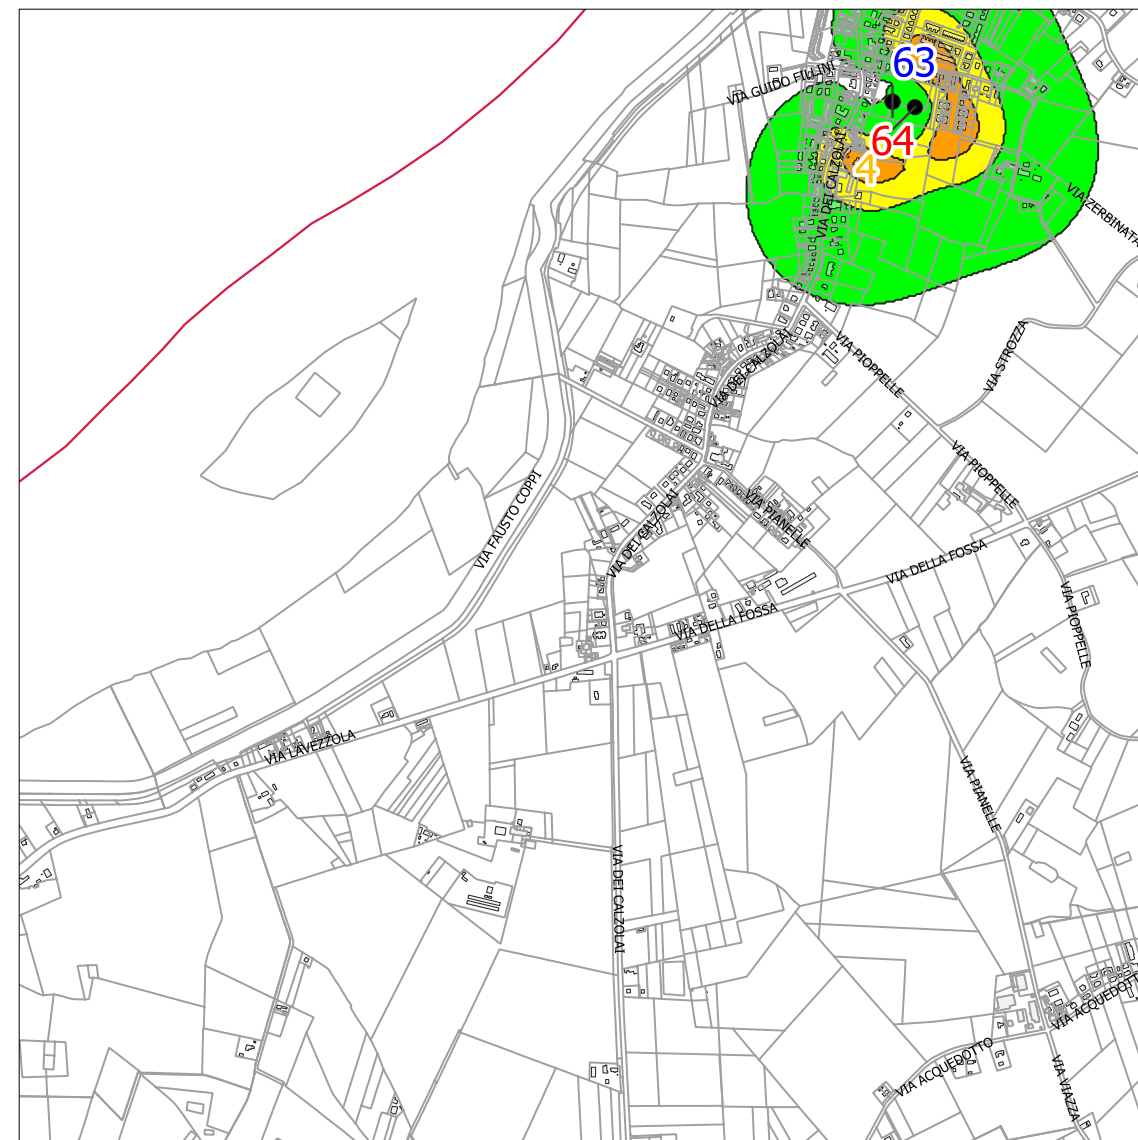 63
VIA GUIDO FILLINI
64
4
VIA DEI CALZOLAI
VIA ZERBINATA
VIA STROZZA
VIA PIOPPELLE
VIA DEI CALZOLAI
VIA PIOPPELLE
VIA FAUSTO COPPI
VIA DEI CALZOLAI
VIA PIANELLE
VIA DELLA FOSSA
VIA DELLA FOSSA
VIA PIOPPELLE
VIA LAVEZZOLA
VIA PIANELLE
VIA DEI CALZOLAI
VIA ACQUEDOTT
VIA ACQUEDOTTO
VIA VIAZZA